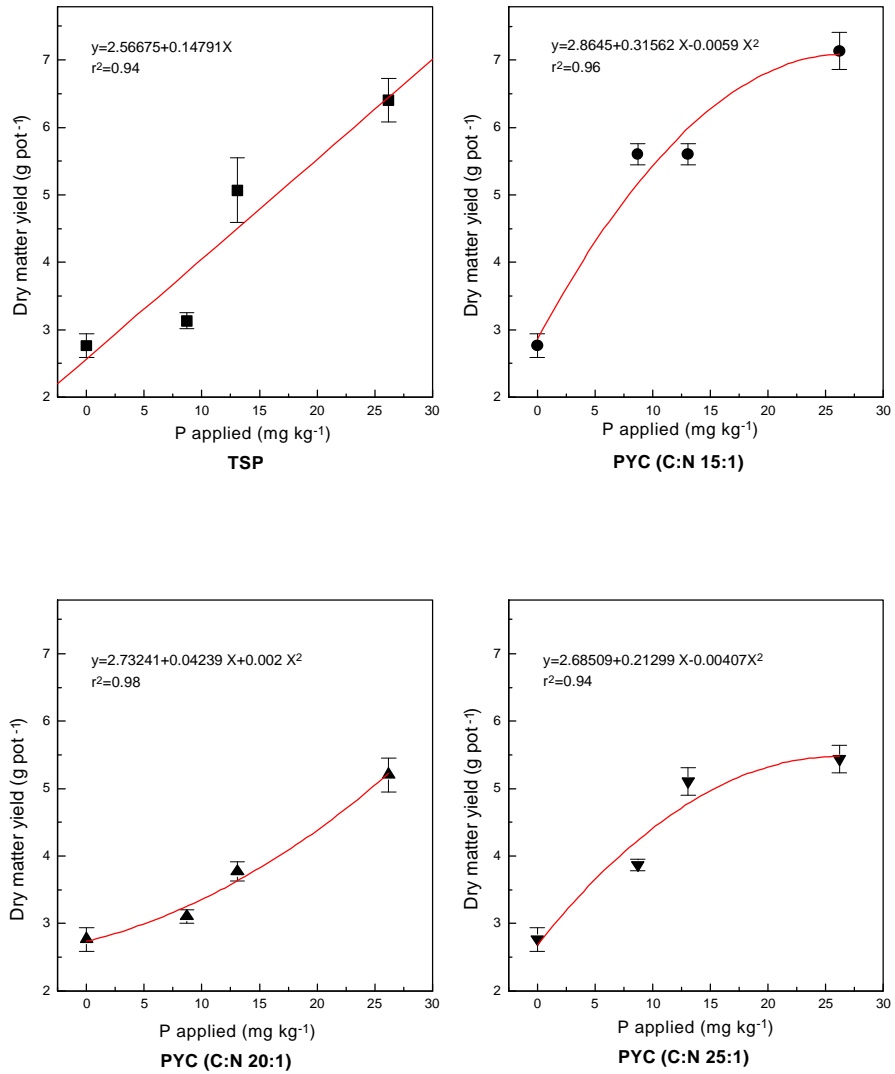 y=2.56675+0.14791X
r²=0.94
7
6
5
4
3
2
Dry matter yield (g pot⁻¹)
0 5 10 15 20 25 30
P applied (mg kg⁻¹)
TSP
y=2.8645+0.31562 X-0.0059 X²
r²=0.96
7
6
5
4
3
2
Dry matter yield (g pot⁻¹)
0 5 10 15 20 25 30
P applied (mg kg⁻¹)
PYC (C:N 15:1)
y=2.73241+0.04239 X+0.002 X²
r²=0.98
7
6
5
4
3
2
Dry matter yield (g pot⁻¹)
0 5 10 15 20 25 30
P applied (mg kg⁻¹)
PYC (C:N 20:1)
y=2.68509+0.21299 X-0.00407X²
r²=0.94
7
6
5
4
3
2
Dry matter yield (g pot⁻¹)
0 5 10 15 20 25 30
P applied (mg kg⁻¹)
PYC (C:N 25:1)